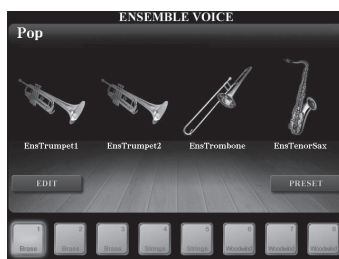 ENSEMBLE VOICE
Pop
EnsTrumpet1 EnsTrumpet2 EnsTrombone EnsTenorSax
EDIT PRESET
1 2 3 4 5 6 7 8
Brass Brass Brass Strings Strings Woodwind Woodwind Woodwind